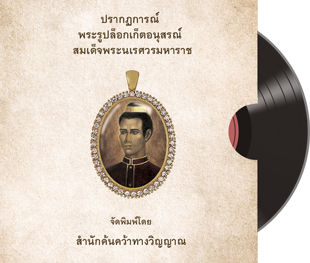 ปรากฏการณ์
พระรูปล็อกเก็ตอนุสรณ์
สมเด็จพระนเรศวรมหาราช
จัดพิมพ์โดย
สำนักค้นคว้าทางวิญญาณ